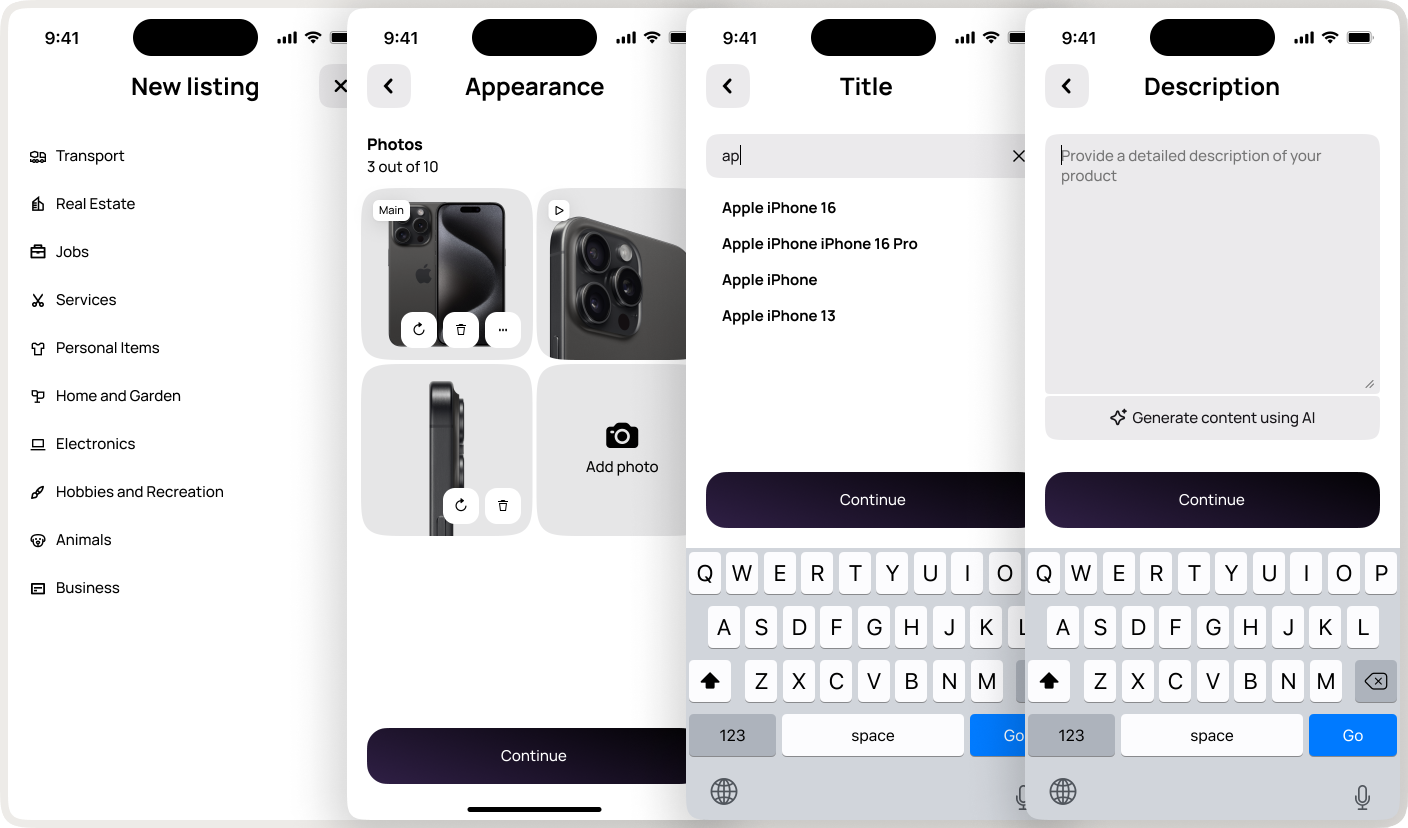 9:41
New listing
Transport
Real Estate
Jobs
Services
Personal Items
Home and Garden
Electronics
Hobbies and Recreation
Animals
Business
9:41
Appearance
Photos
3 out of 10
Main
Add photo
Continue
9:41
Title
ap
Apple iPhone 16
Apple iPhone iPhone 16 Pro
Apple iPhone
Apple iPhone 13
Continue
Q W E R T Y U I O
A S D F G H J K L
Z X C V B N M
123 space Go
9:41
Description
Provide a detailed description of your
product
Generate content using AI
Continue
Q W E R T Y U I O P
A S D F G H J K L
Z X C V B N M
123 space Go